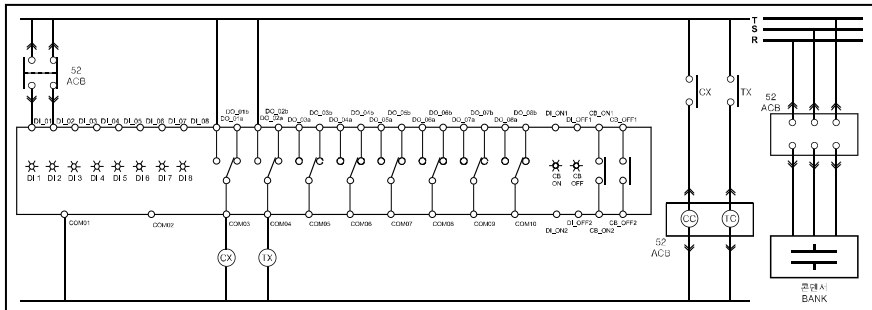 T
S
R
52
ACB
CX
TX
52
ACB
DO_01b DO_02b DO_03b DO_04b DO_05b DO_06b DO_07b DO_08b DI_ON1 CB_ON1
DI_01 DI_02 DI_03 DI_04 DI_05 DI_06 DI_07 DI_08 DO_01a DO_02a DO_03a DO_04a DO_05a DO_06a DO_07a DO_08a DI_OFF1 CB_OFF1
DI 1 DI 2 DI 3 DI 4 DI 5 DI 6 DI 7 DI 8
CB
ON
CB
OFF
COM01 COM02 COM03 COM04 COM05 COM06 COM07 COM08 COM09 COM10 DI_OFF2 CB_OFF2
DI_ON2 CB_ON2
CC
TC
52
ACB
CX
TX
콘덴서
BANK